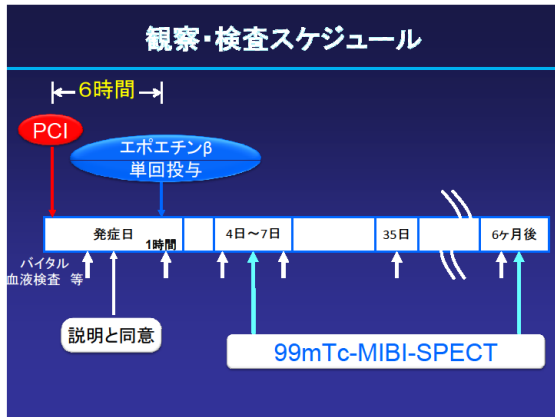 観察・検査スケジュール
6時間
PCI
エポエチンβ
単回投与
発症日
1時間
4日～7日
35日
6ヶ月後
バイタル
血液検査 等
説明と同意
99mTc-MIBI-SPECT